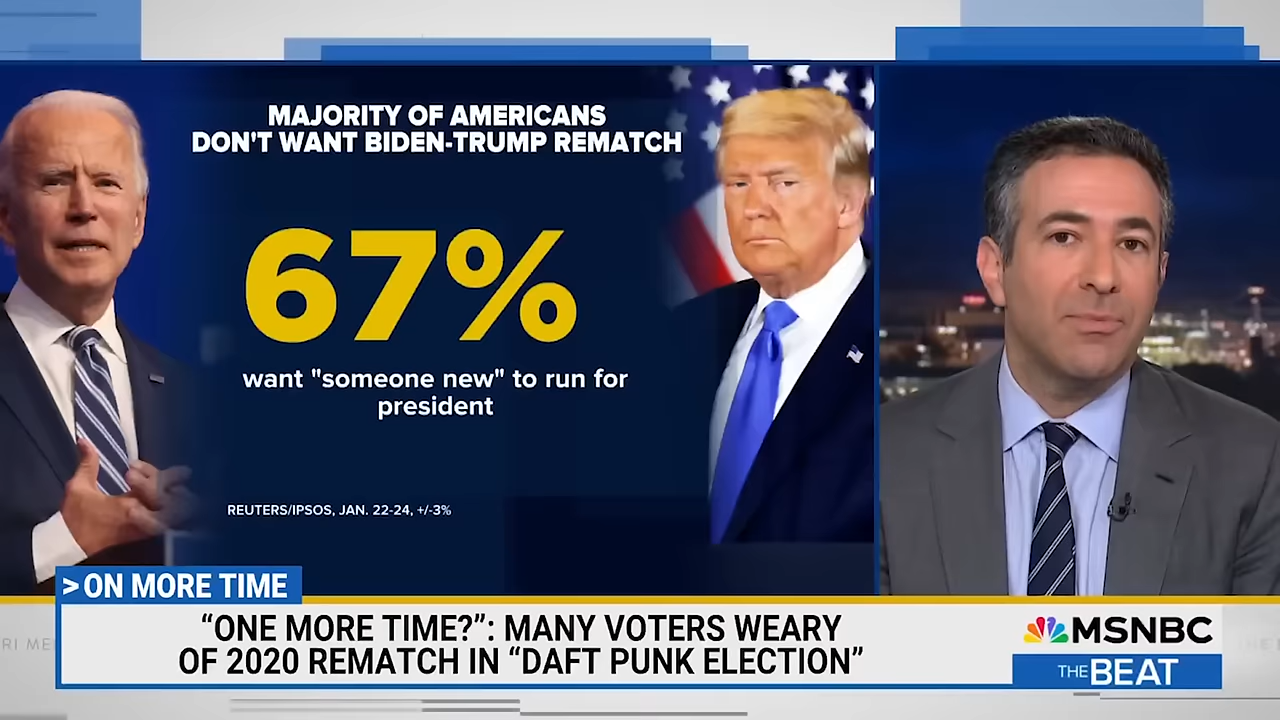 MAJORITY OF AMERICANS
DON'T WANT BIDEN-TRUMP REMATCH
67%
want "someone new" to run for
president
REUTERS/IPSOS, JAN. 22-24, +/-3%
>ON MORE TIME
“ONE MORE TIME?”: MANY VOTERS WEARY
OF 2020 REMATCH IN “DAFT PUNK ELECTION”
MSNBC
THE BEAT